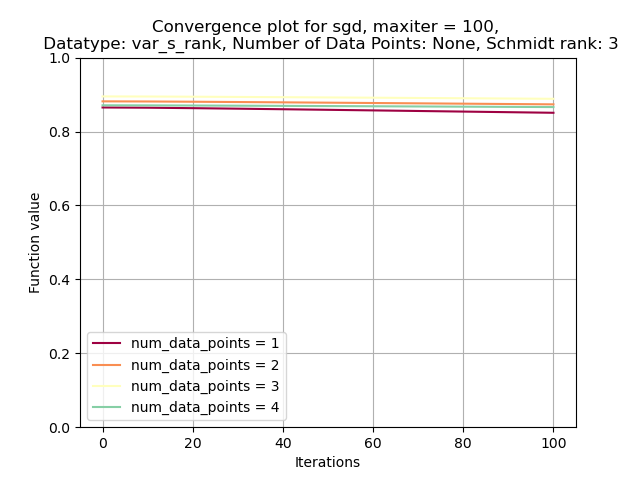 Convergence plot for sgd, maxiter = 100,
Datatype: var_s_rank, Number of Data Points: None, Schmidt rank: 3
1.0
0.8
0.6
0.4
0.2
0.0
Function value
num_data_points = 1
num_data_points = 2
num_data_points = 3
num_data_points = 4
0 20 40 60 80 100
Iterations